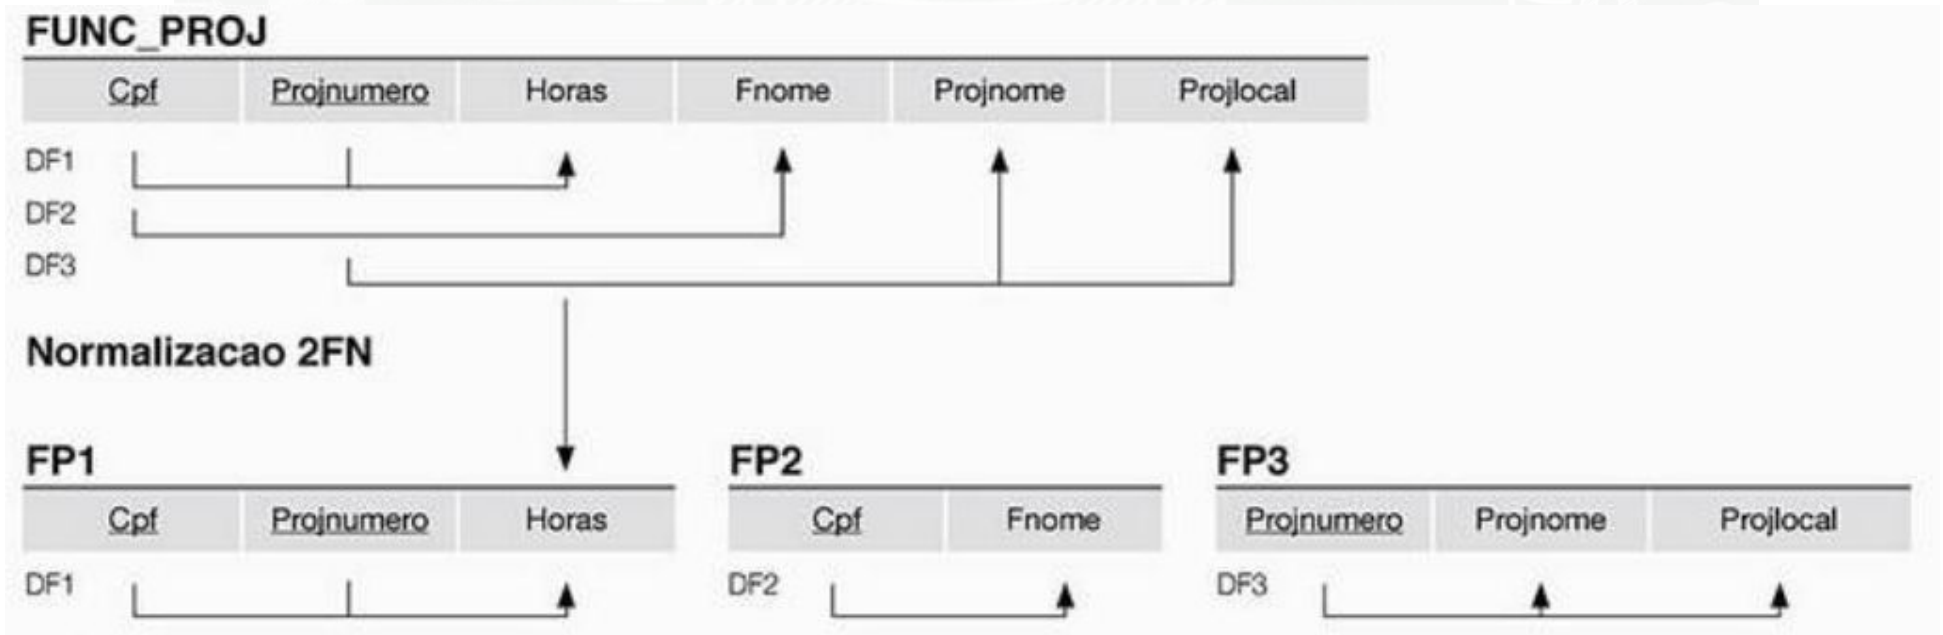 FUNC_PROJ
Cpf Projnumero Horas Fnome Projnome Projlocal
DF1
DF2
DF3
Normalizacao 2FN
FP1 FP2 FP3
Cpf Projnumero Horas Cpf Fnome Projnumero Projnome Projlocal
DF1 DF2 DF3